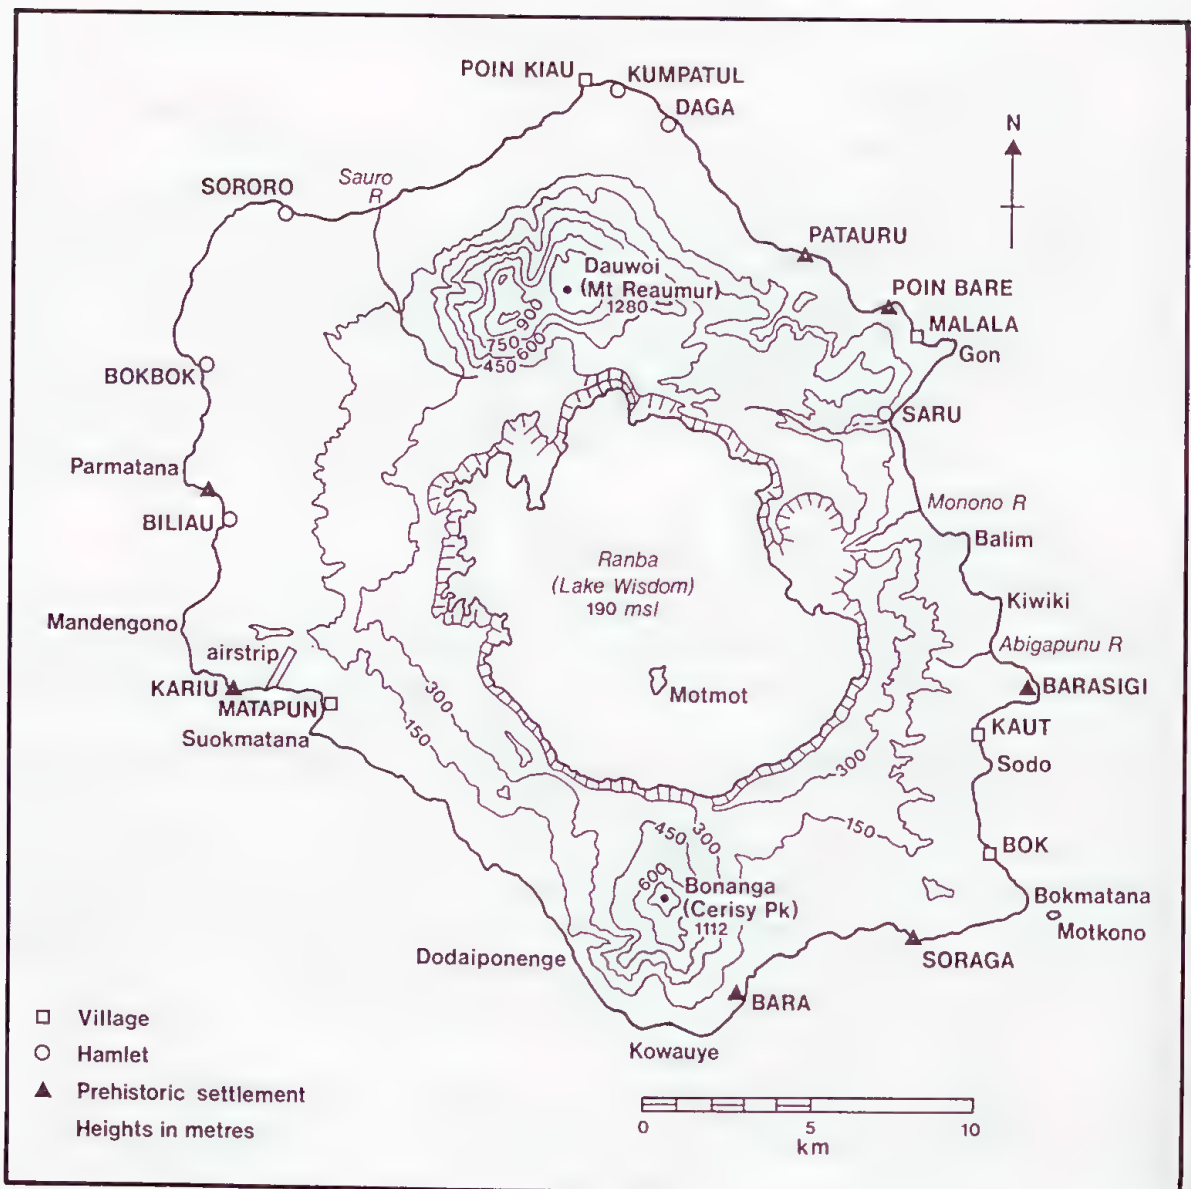 POIN KIAU
KUMPATUL
DAGA
N
Sauro
R
SORORO
PATAURU
Dauwoi
(Mt Reaumur)
1280
900
750
600
450
POIN BARE
MALALA
Gon
BOKBOK
SARU
Parmatana
BILIAU
Monono R
Balim
Ranba
(Lake Wisdom)
190 msl
Kiwiki
Mandengono
Abigapunu R
airstrip
KARIU
MATAPUN
Suokmatana
300
150
Motmot
BARASIGI
KAUT
Sodo
300
150
450
300
600
BOK
Bonanga
(Cerisy Pk)
1112
Bokmatana
Motkono
Dodaiponenge
SORAGA
BARA
Kowauye
Village
Hamlet
Prehistoric settlement
Heights in metres
0 5 10
km